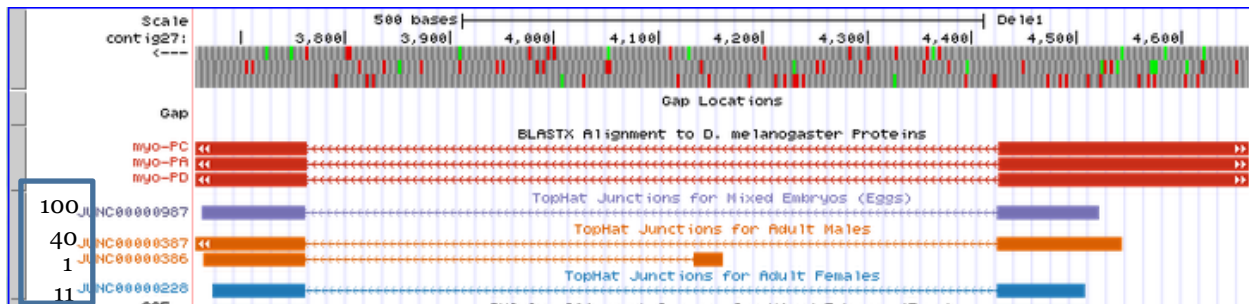 Scale 500 bases Dele1
contig27: 3,800 3,900 4,000 4,100 4,200 4,300 4,400 4,500 4,600
<---
Gap Locations
Gap
BLASTX Alignment to D. melanogaster Proteins
myo-PC
myo-PA
myo-PD
TopHat Junctions for Mixed Embryos (Eggs)
100 JUNC00000987
TopHat Junctions for Adult Males
40 JUNC00000387
1 JUNC00000386
TopHat Junctions for Adult Females
11 JUNC00000228